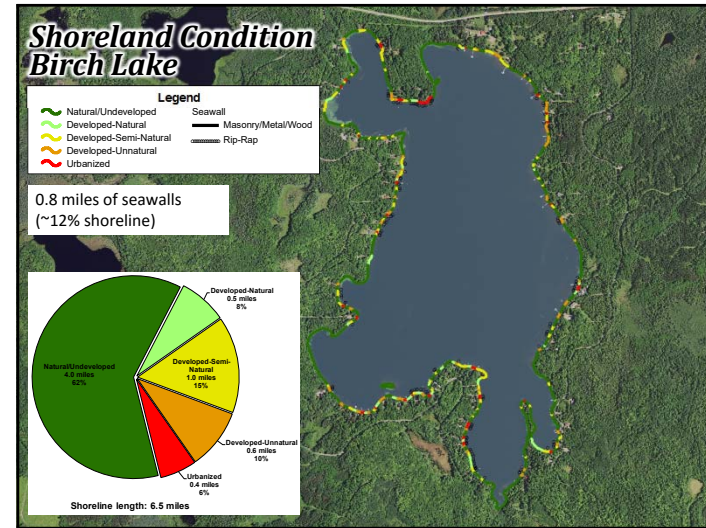 Shoreland Condition
Birch Lake
Legend
Natural/Undeveloped
Developed-Natural
Developed-Semi-Natural
Developed-Unnatural
Urbanized
Seawall
Masonry/Metal/Wood
Rip-Rap
0.8 miles of seawalls
(~12% shoreline)
Developed-Natural
0.5 miles
8%
Natural/Undeveloped
4.0 miles
62%
Developed-Semi-
Natural
1.0 miles
15%
Developed-Unnatural
0.6 miles
10%
Urbanized
0.4 miles
6%
Shoreline length: 6.5 miles